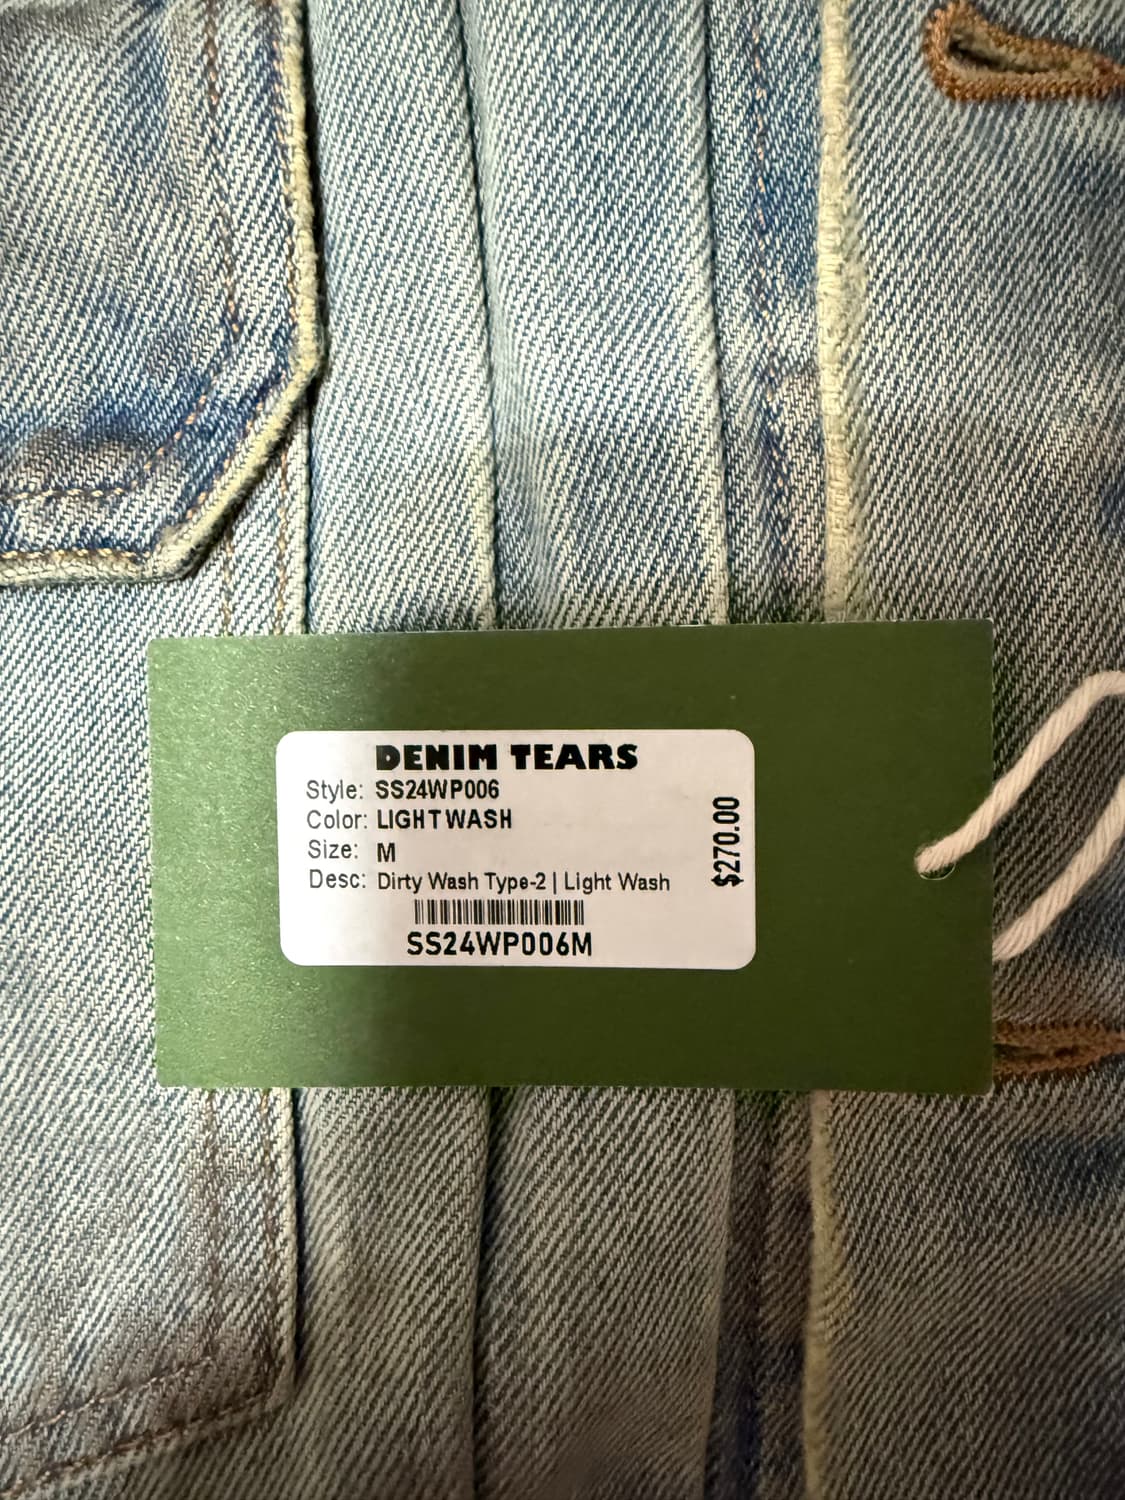 DENIM TEARS
Style: SS24WP006
Color: LIGHT WASH
Size: M
Desc: Dirty Wash Type-2 | Light Wash
SS24WP006M
$270.00